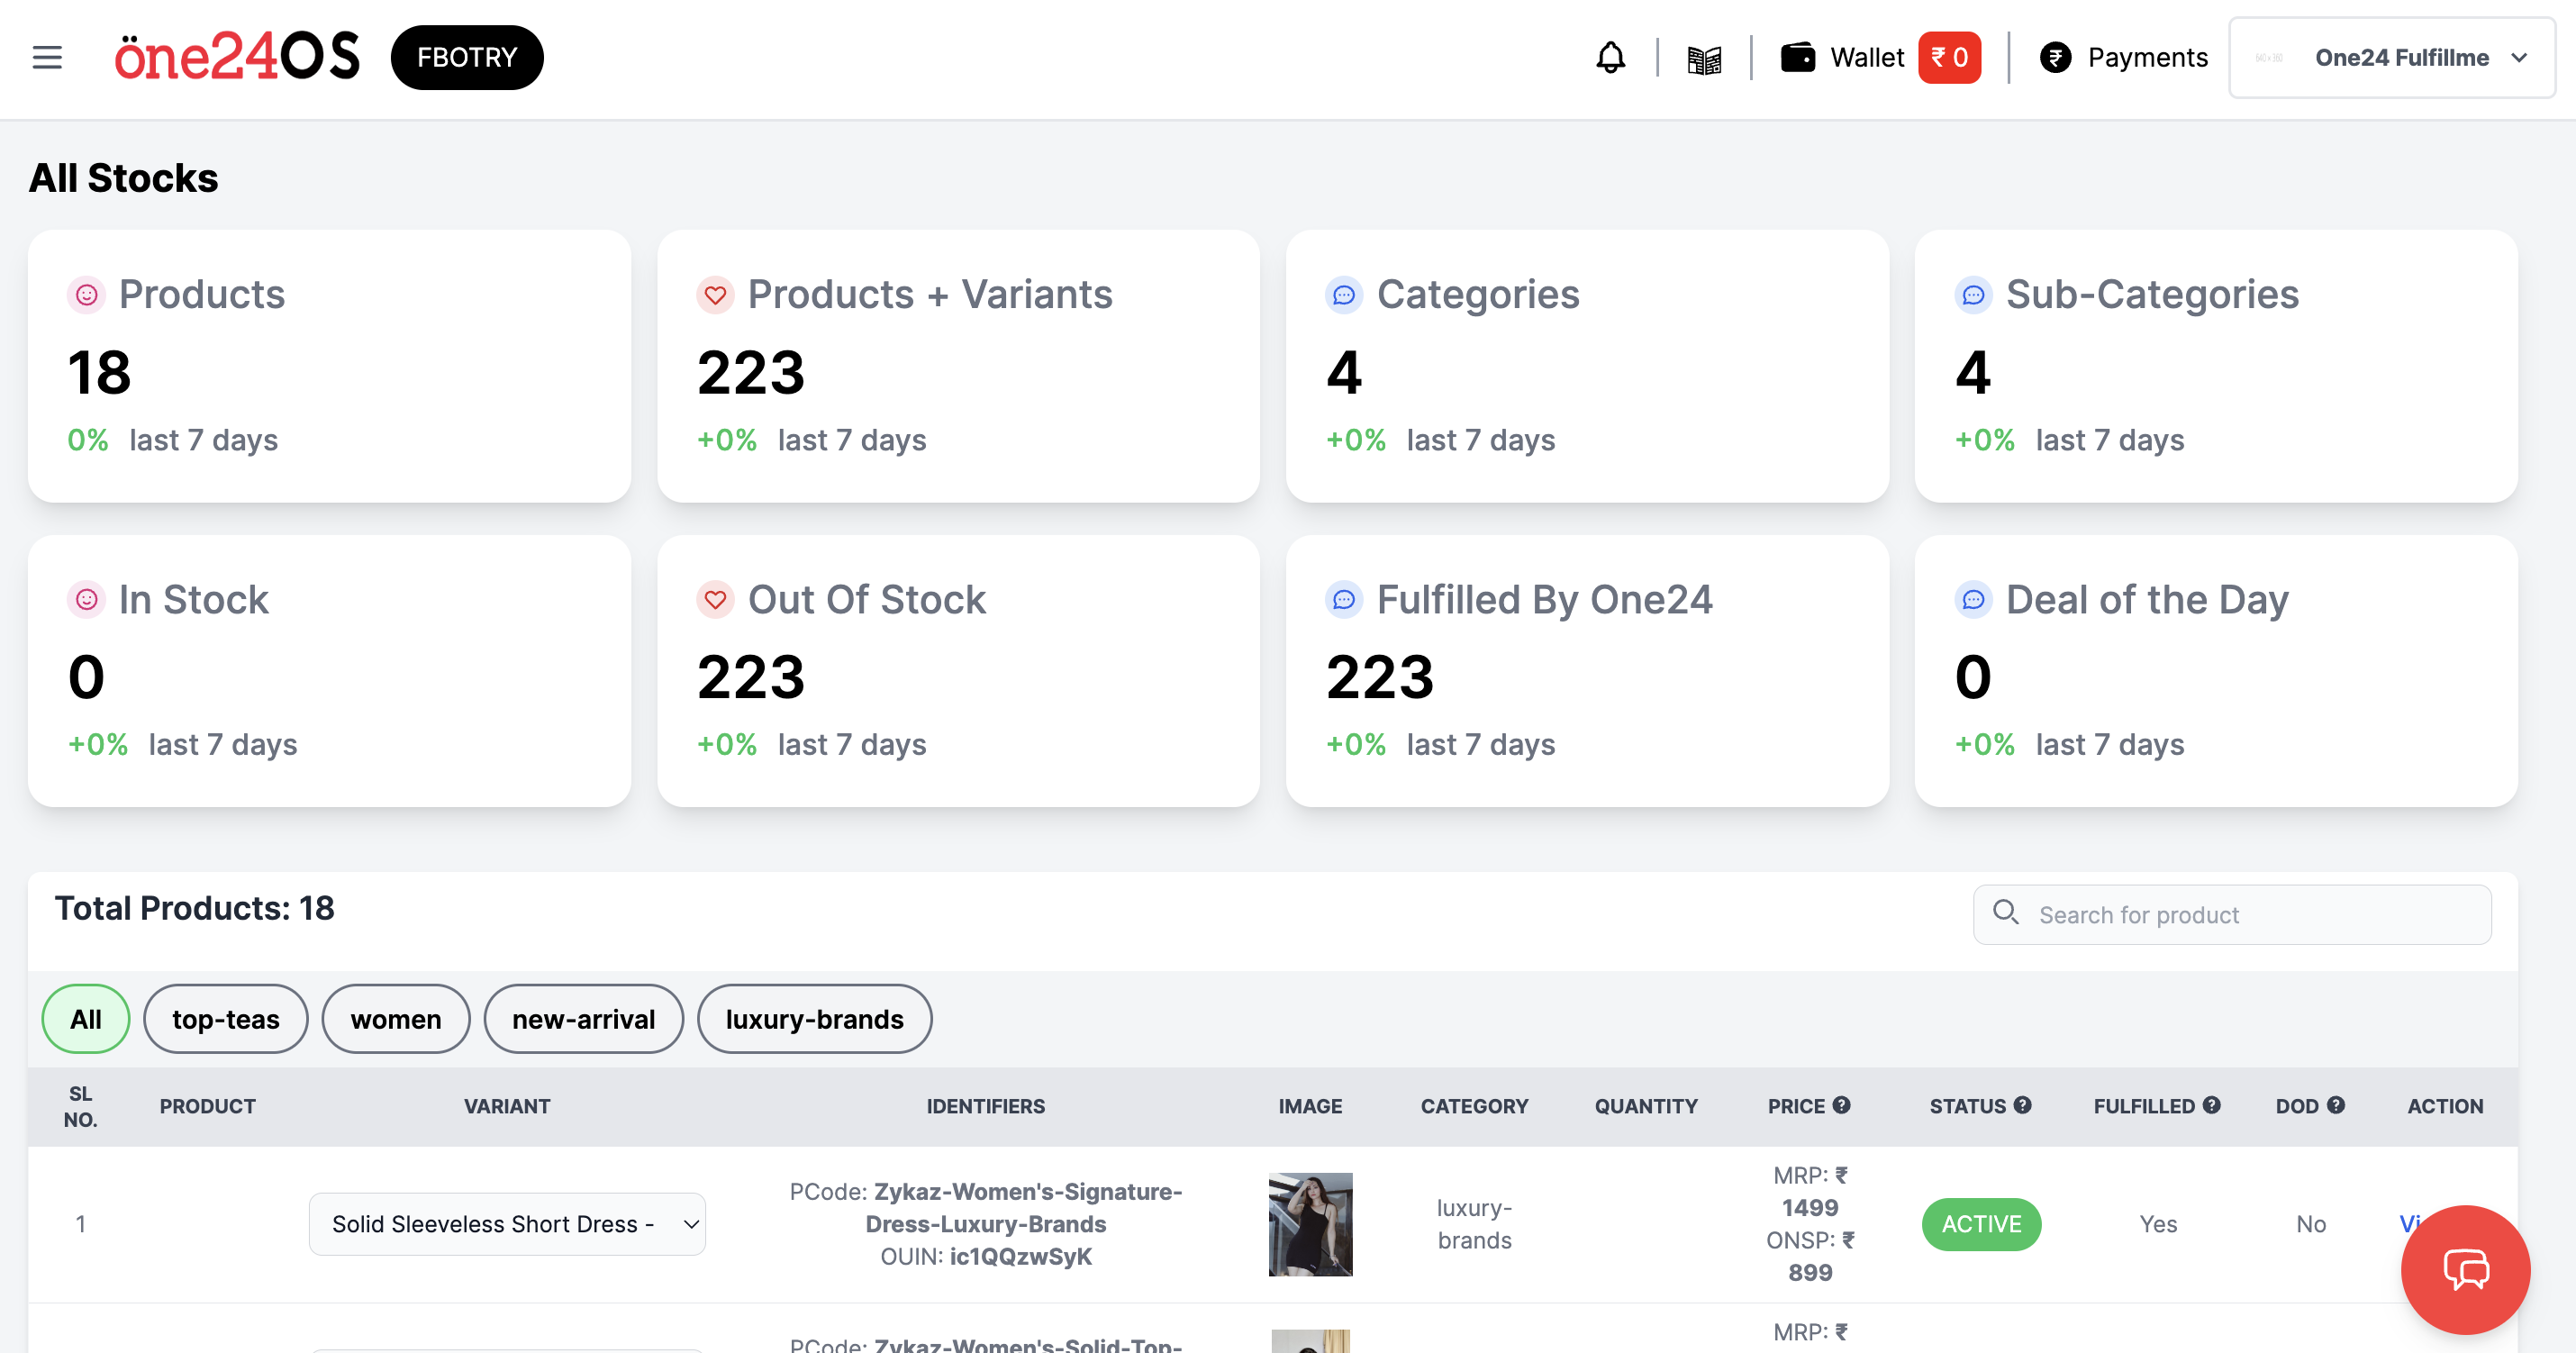 öne24OS
FBOTRY
Wallet
₹ 0
Payments
One24 Fulfillme
All Stocks
Products
18
0% last 7 days
Products + Variants
223
+0% last 7 days
Categories
4
+0% last 7 days
Sub-Categories
4
+0% last 7 days
In Stock
0
+0% last 7 days
Out Of Stock
223
+0% last 7 days
Fulfilled By One24
223
+0% last 7 days
Deal of the Day
0
+0% last 7 days
Total Products: 18
Search for product
All
top-teas
women
new-arrival
luxury-brands
SL
NO.
PRODUCT
VARIANT
IDENTIFIERS
IMAGE
CATEGORY
QUANTITY
PRICE
STATUS
FULFILLED
DOD
ACTION
1
Solid Sleeveless Short Dress -
PCode: Zykaz-Women's-Signature-
Dress-Luxury-Brands
OUIN: ic1QQzwSyK
luxury-
brands
MRP: ₹
1499
ONSP: ₹
899
ACTIVE
Yes
No
PCode: Zykaz-Women's-Solid-Top-
MRP: ₹